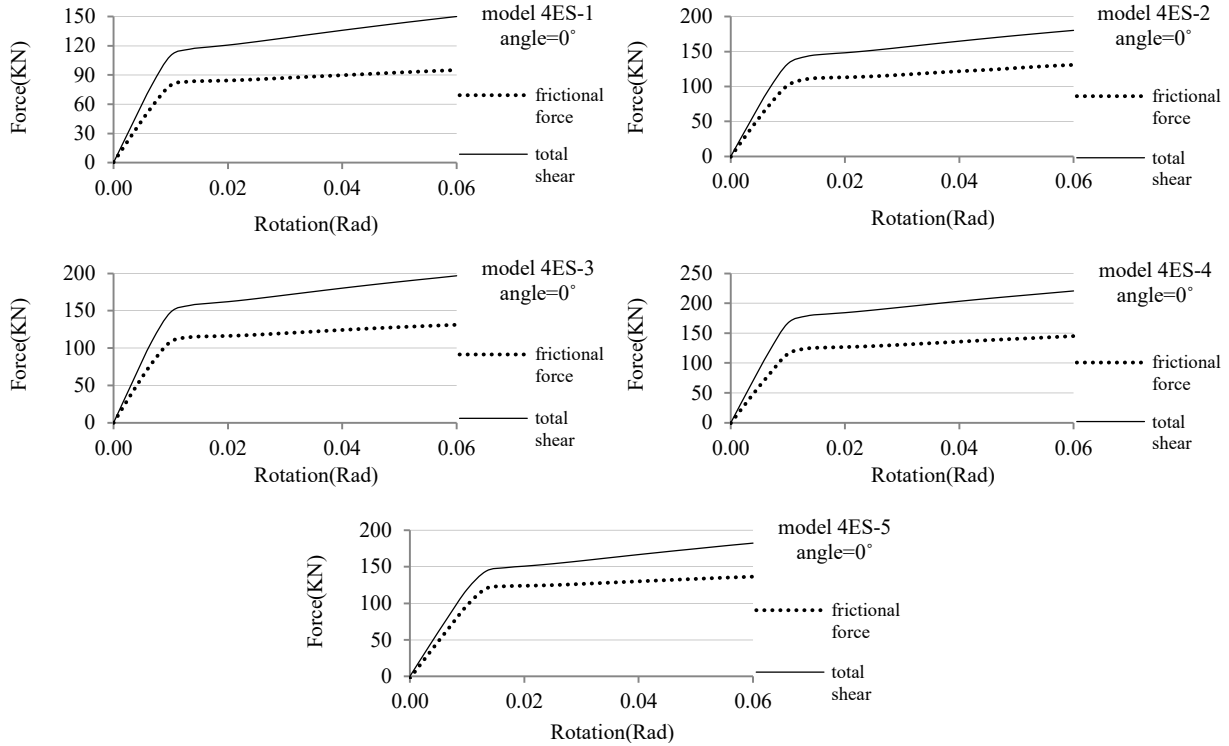 model 4ES-1
angle=0˚
150
120
90
60
30
0
Force(KN)
0.00 0.02 0.04 0.06
Rotation(Rad)
frictional
force
total
shear
model 4ES-2
angle=0˚
200
150
100
50
0
Force(KN)
0.00 0.02 0.04 0.06
Rotation(Rad)
frictional
force
total
shear
model 4ES-3
angle=0˚
200
150
100
50
0
Force(KN)
0.00 0.02 0.04 0.06
Rotation(Rad)
frictional
force
total
shear
model 4ES-4
angle=0˚
250
200
150
100
50
0
Force(KN)
0.00 0.02 0.04 0.06
Rotation(Rad)
frictional
force
total
shear
model 4ES-5
angle=0˚
200
150
100
50
0
Force(KN)
0.00 0.02 0.04 0.06
Rotation(Rad)
frictional
force
total
shear